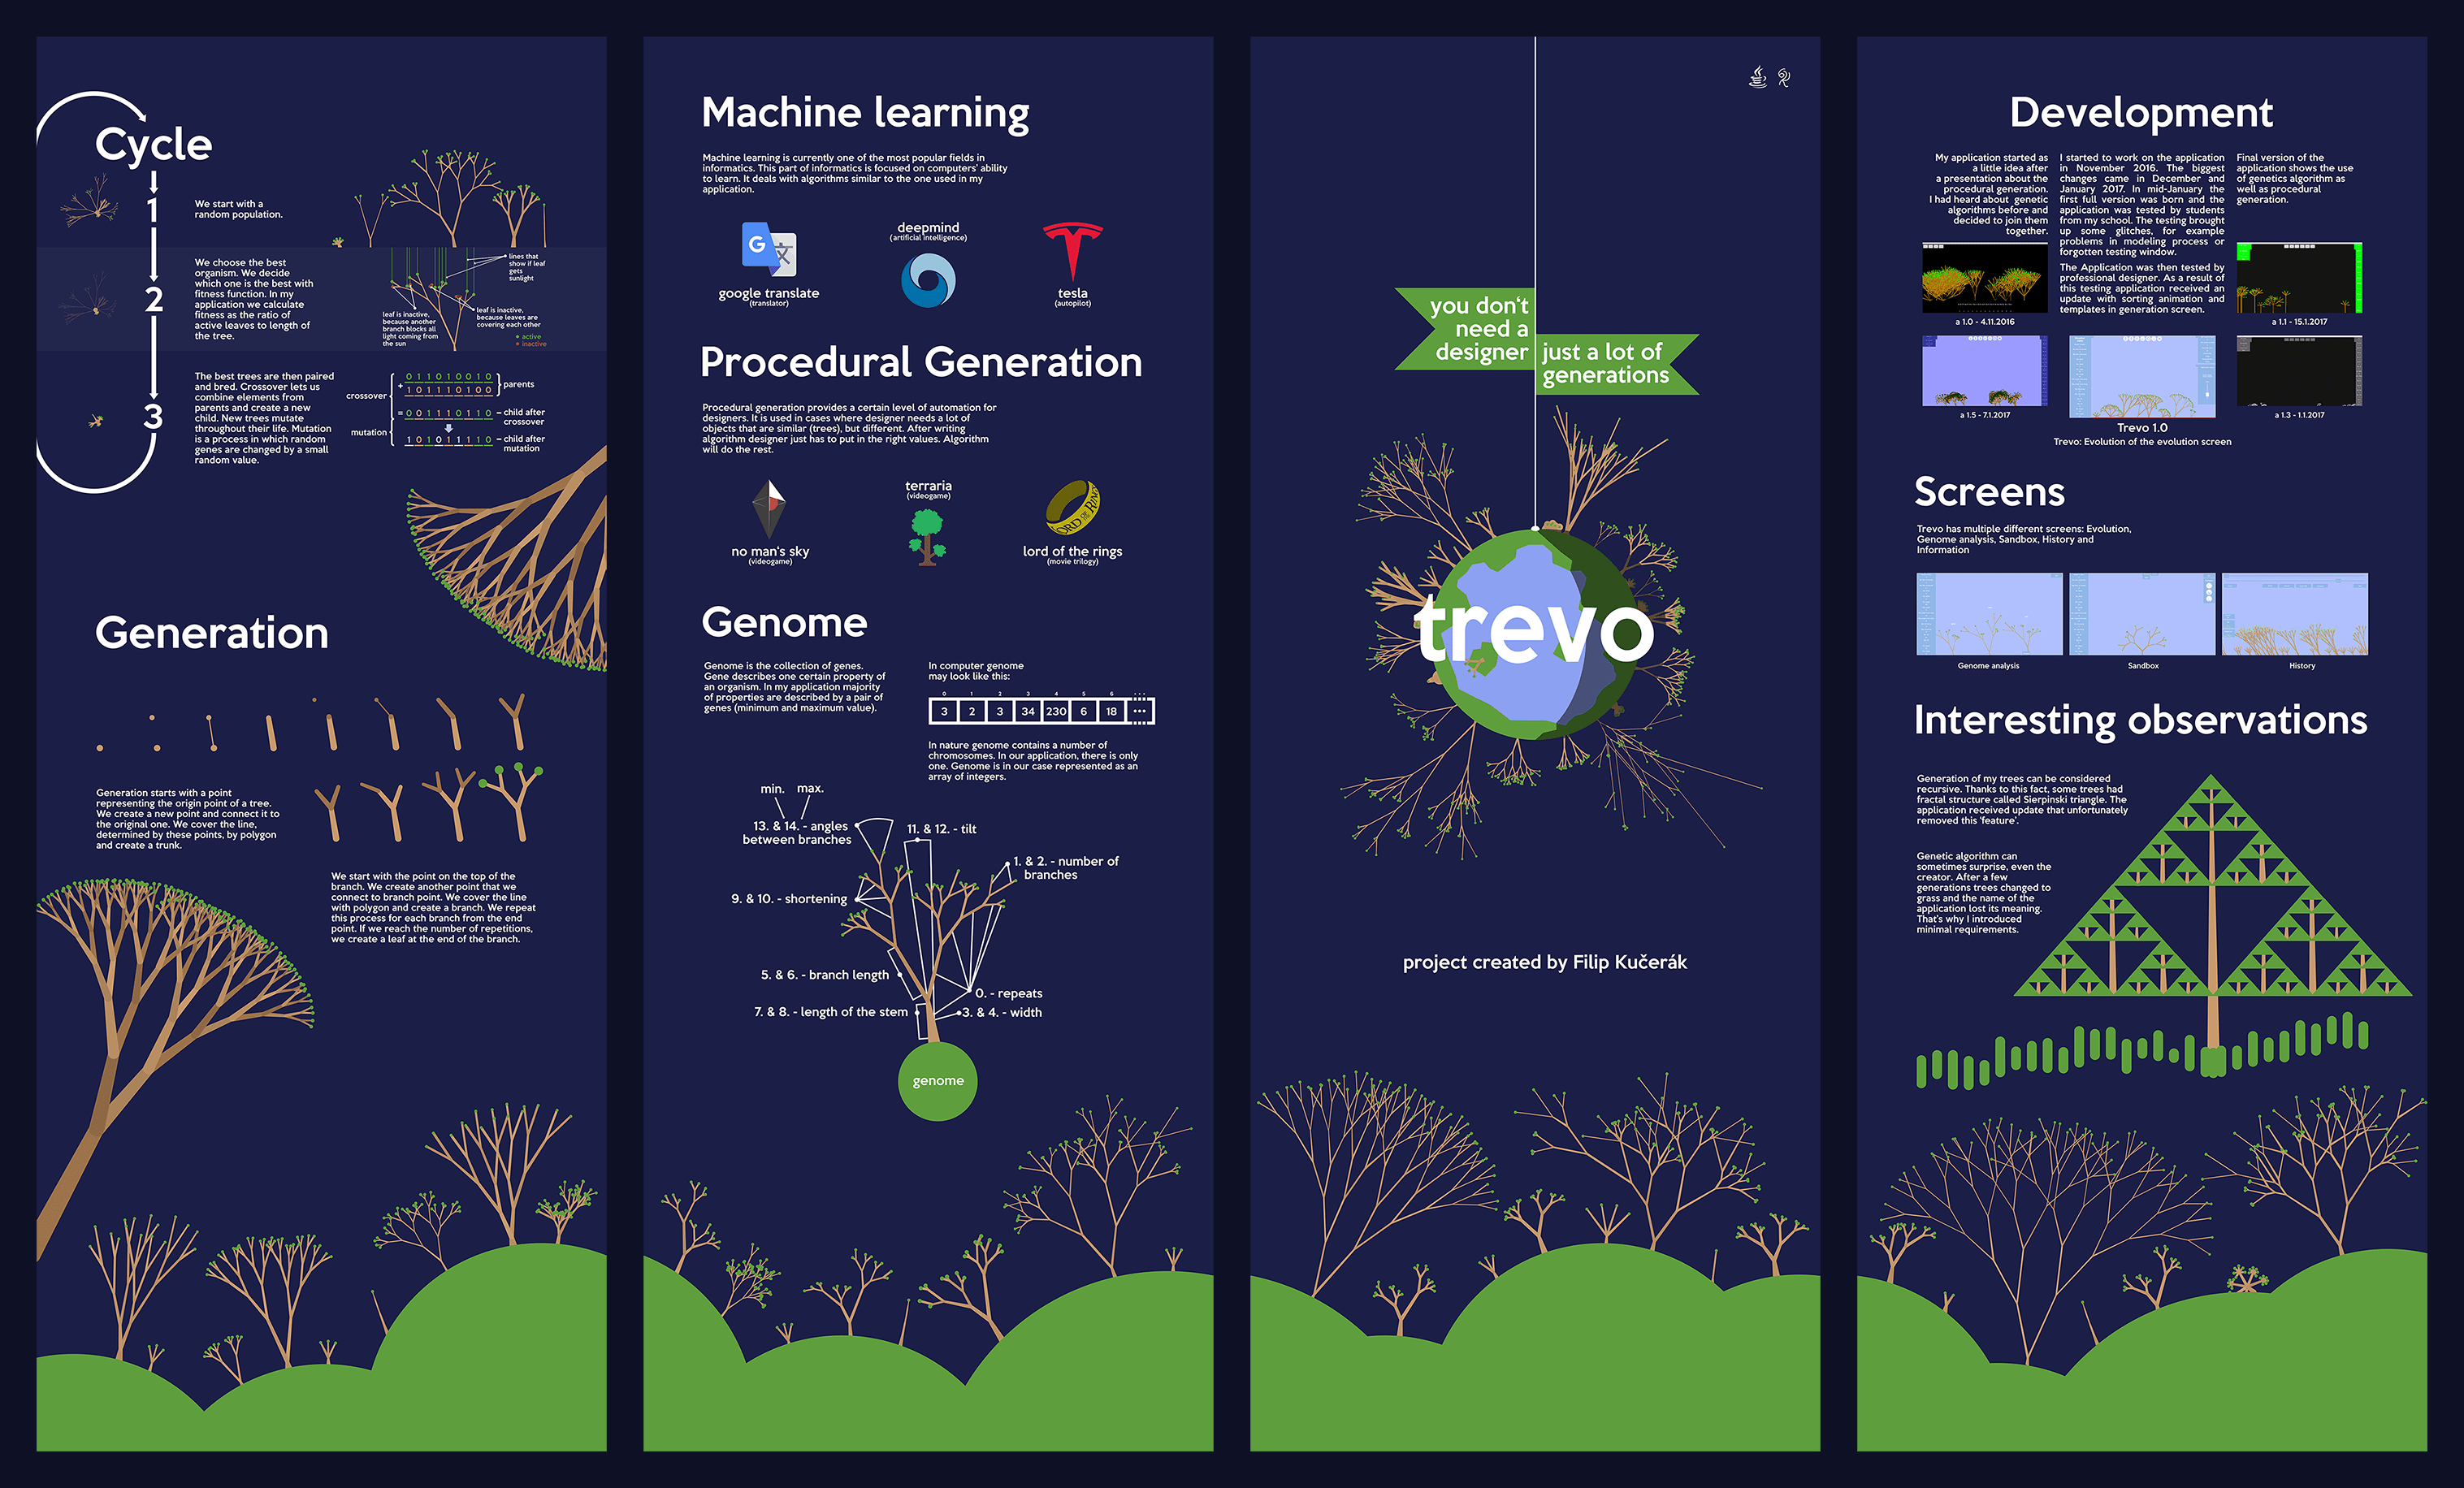 Cycle
1
We start with a
random population.
2
We choose the best
organism. We decide
which one is the best with
fitness function. In my
application we calculate
fitness as the ratio of
active leaves to length of
the tree.
lines that
show if leaf
gets
sunlight
leaf is inactive,
because another
branch blocks all
light coming from
the sun
leaf is inactive,
because leaves are
covering each other
active
inactive
3
The best trees are then paired
and bred. Crossover lets us
combine elements from
parents and create a new
child. New trees mutate
throughout their life. Mutation
is a process in which random
genes are changed by a small
random value.
crossover
mutation
0 1 1 0 1 0 0 1 0
+ 1 0 1 1 1 0 1 0 0
parents
= 0 0 1 1 1 0 1 1 0 – child after
crossover
1 0 1 0 1 1 1 1 0 – child after
mutation
Generation
Generation starts with a point
representing the origin point of a tree.
We create a new point and connect it to
the original one. We cover the line,
determined by these points, by polygon
and create a trunk.
We start with the point on the top of the
branch. We create another point that we
connect to branch point. We cover the line
with polygon and create a branch. We repeat
this process for each branch from the end
point. If we reach the number of repetitions,
we create a leaf at the end of the branch.
Machine learning
Machine learning is currently one of the most popular fields in
informatics. This part of informatics is focused on computers' ability
to learn. It deals with algorithms similar to the one used in my
application.
G 文
google translate
(translator)
deepmind
(artificial intelligence)
tesla
(autopilot)
Procedural Generation
Procedural generation provides a certain level of automation for
designers. It is used in cases where designer needs a lot of
objects that are similar (trees), but different. After writing
algorithm designer just has to put in the right values. Algorithm
will do the rest.
no man's sky
(videogame)
terraria
(videogame)
LORD OF RING
lord of the rings
(movie trilogy)
Genome
Genome is the collection of genes.
Gene describes one certain property of
an organism. In my application majority
of properties are described by a pair of
genes (minimum and maximum value).
In computer genome
may look like this:
0 1 2 3 4 5 6 ...
3 2 3 34 230 6 18 ...
In nature genome contains a number of
chromosomes. In our application, there is only
one. Genome is in our case represented as an
array of integers.
min. max.
13. & 14. - angles
between branches
11. & 12. - tilt
1. & 2. - number of
branches
9. & 10. - shortening
5. & 6. - branch length
0. - repeats
7. & 8. - length of the stem
3. & 4. - width
genome
you don't
need a
designer
just a lot of
generations
trevo
project created by Filip Kučerák
Development
My application started as
a little idea after
a presentation about the
procedural generation.
I had heard about genetic
algorithms before and
decided to join them
together.
I started to work on the application
in November 2016. The biggest
changes came in December and
January 2017. In mid-January the
first full version was born and the
application was tested by students
from my school. The testing brought
up some glitches, for example
problems in modeling process or
forgotten testing window.
The Application was then tested by
professional designer. As a result of
this testing application received an
update with sorting animation and
templates in generation screen.
Final version of the
application shows the use
of genetics algorithm as
well as procedural
generation.
a 1.0 - 4.11.2016
a 1.1 - 15.1.2017
a 1.5 - 7.1.2017
Trevo 1.0
a 1.3 - 1.1.2017
Trevo: Evolution of the evolution screen
Screens
Trevo has multiple different screens: Evolution,
Genome analysis, Sandbox, History and
Information
Genome analysis
Sandbox
History
Interesting observations
Generation of my trees can be considered
recursive. Thanks to this fact, some trees had
fractal structure called Sierpinski triangle. The
application received update that unfortunately
removed this 'feature'.
Genetic algorithm can
sometimes surprise, even the
creator. After a few
generations trees changed to
grass and the name of the
application lost its meaning.
That's why I introduced
minimal requirements.